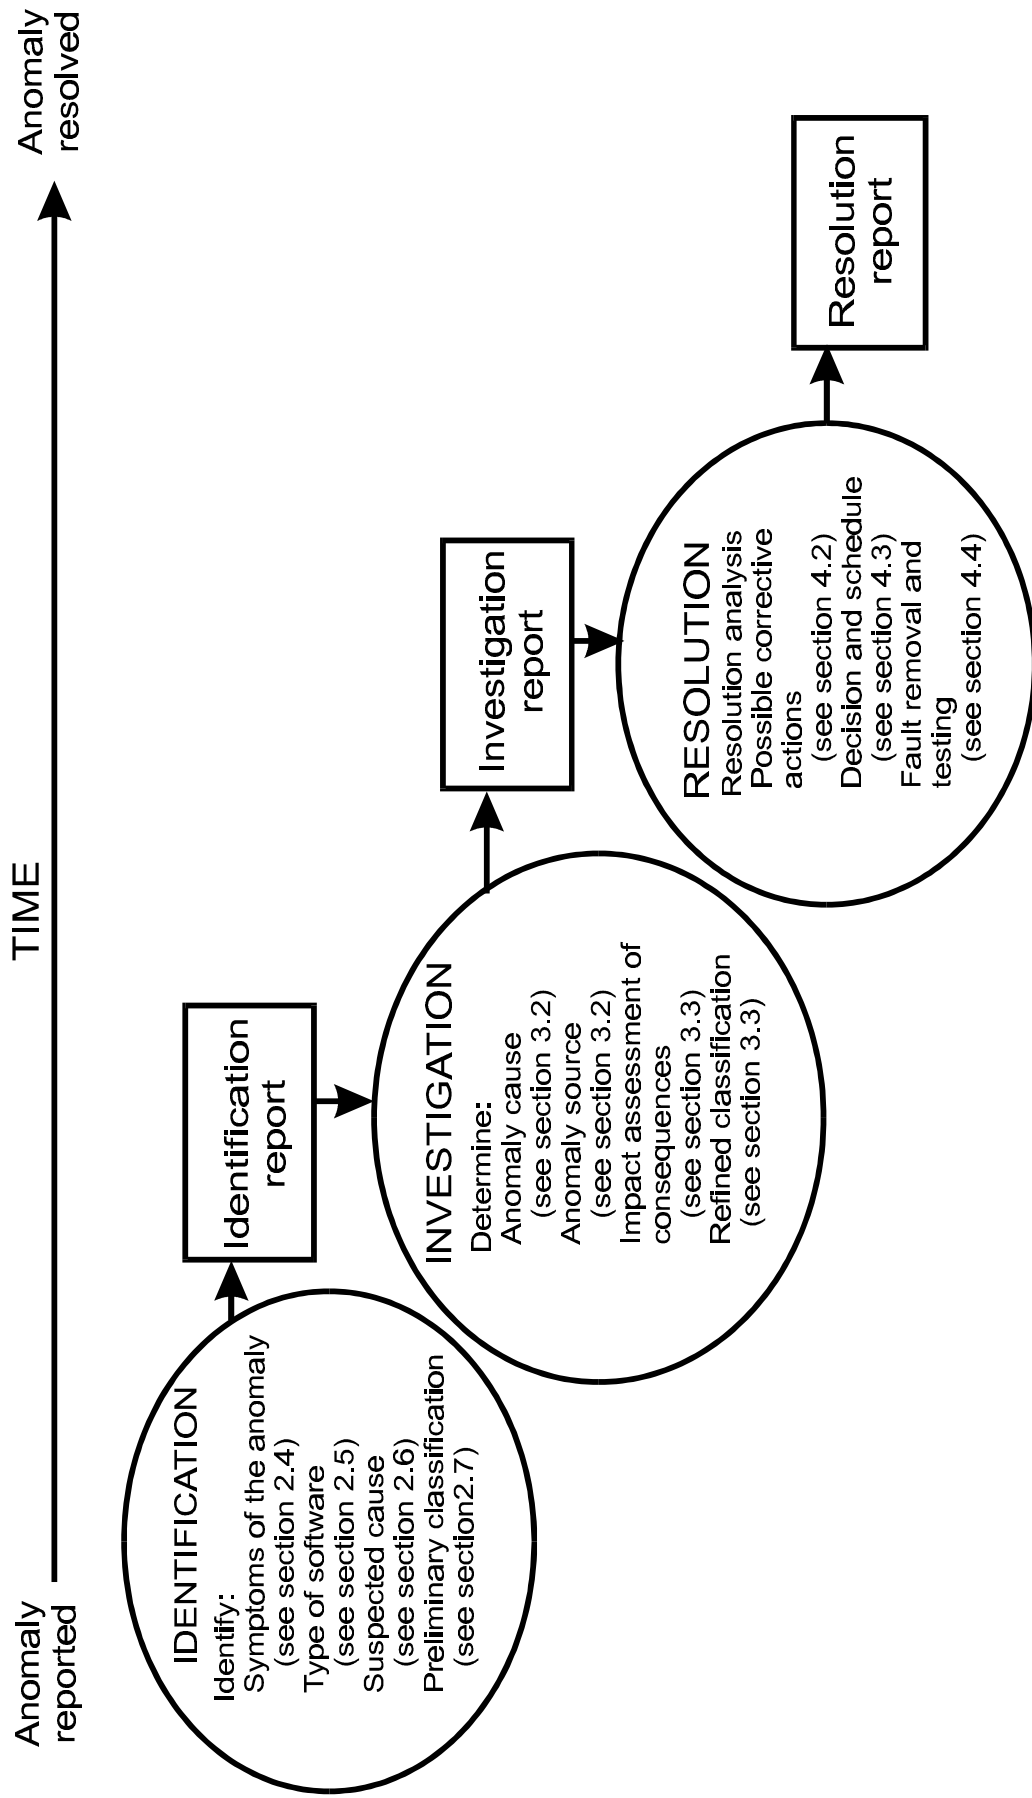 Anomaly
reported
TIME
Anomaly
resolved
IDENTIFICATION
Identify:
Symptoms of the anomaly
(see section 2.4)
Type of software
(see section 2.5)
Suspected cause
(see section 2.6)
Preliminary classification
(see section2.7)
Identification
report
INVESTIGATION
Determine:
Anomaly cause
(see section 3.2)
Anomaly source
(see section 3.2)
Impact assessment of
consequences
(see section 3.3)
Refined classification
(see section 3.3)
Investigation
report
RESOLUTION
Resolution analysis
Possible corrective
actions
(see section 4.2)
Decision and schedule
(see section 4.3)
Fault removal and
testing
(see section 4.4)
Resolution
report